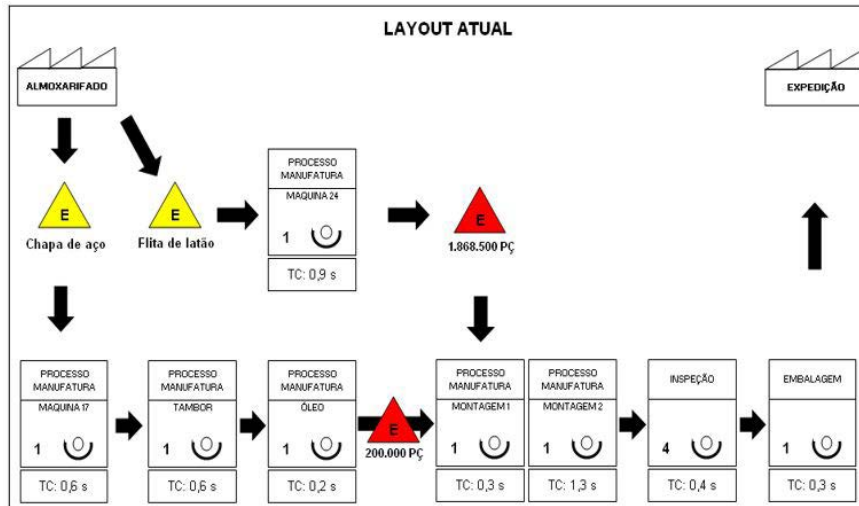 LAYOUT ATUAL
ALMOXARIFADO
EXPEDIÇÃO
E
Chapa de aço
E
Flita de latão
PROCESSO
MANUFATURA
MAQUINA 24
1
TC: 0,9 s
E
1.868.500 PÇ
PROCESSO
MANUFATURA
MAQUINA 17
1
TC: 0,6 s
PROCESSO
MANUFATURA
TAMBOR
1
TC: 0,6 s
PROCESSO
MANUFATURA
ÓLEO
1
TC: 0,2 s
E
200.000 PÇ
PROCESSO
MANUFATURA
MONTAGEM 1
1
TC: 0,3 s
PROCESSO
MANUFATURA
MONTAGEM 2
1
TC: 1,3 s
INSPEÇÃO
4
TC: 0,4 s
EMBALAGEM
1
TC: 0,3 s